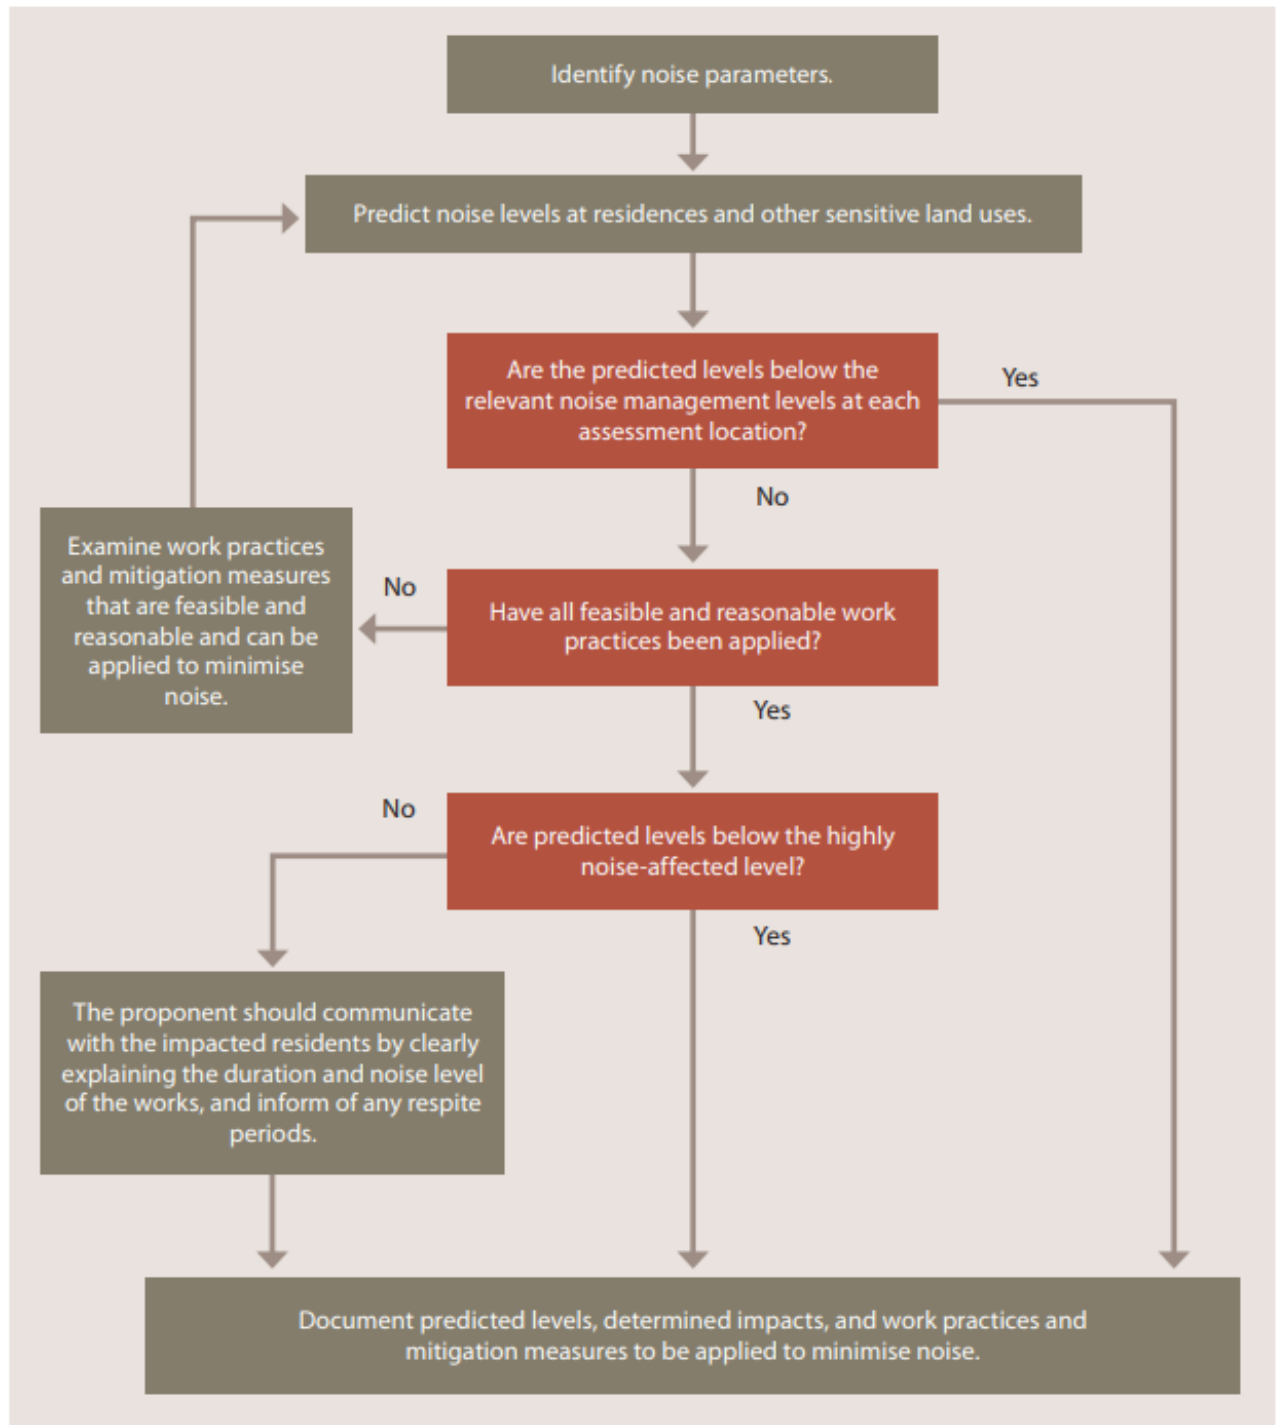 Identify noise parameters.
Predict noise levels at residences and other sensitive land uses.
Are the predicted levels below the
relevant noise management levels at each
assessment location?
Yes
No
Examine work practices
and mitigation measures
that are feasible and
reasonable and can be
applied to minimise
noise.
No
Have all feasible and reasonable work
practices been applied?
Yes
No
Are predicted levels below the highly
noise-affected level?
Yes
The proponent should communicate
with the impacted residents by clearly
explaining the duration and noise level
of the works, and inform of any respite
periods.
Document predicted levels, determined impacts, and work practices and
mitigation measures to be applied to minimise noise.